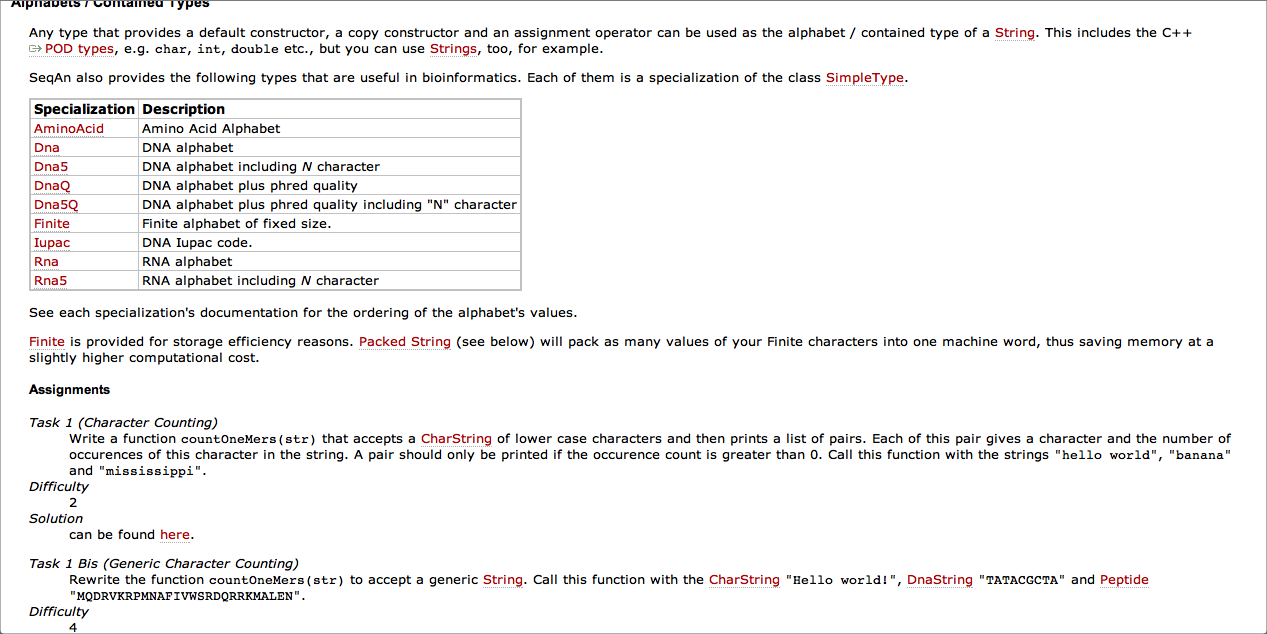 Alphabets / Contained Types
Any type that provides a default constructor, a copy constructor and an assignment operator can be used as the alphabet / contained type of a String. This includes the C++
POD types, e.g. char, int, double etc., but you can use Strings, too, for example.
SeqAn also provides the following types that are useful in bioinformatics. Each of them is a specialization of the class SimpleType.
Specialization Description
AminoAcid Amino Acid Alphabet
Dna DNA alphabet
Dna5 DNA alphabet including N character
DnaQ DNA alphabet plus phred quality
Dna5Q DNA alphabet plus phred quality including "N" character
Finite Finite alphabet of fixed size.
Iupac DNA Iupac code.
Rna RNA alphabet
Rna5 RNA alphabet including N character
See each specialization's documentation for the ordering of the alphabet's values.
Finite is provided for storage efficiency reasons. Packed String (see below) will pack as many values of your Finite characters into one machine word, thus saving memory at a
slightly higher computational cost.
Assignments
Task 1 (Character Counting)
Write a function countOneMers(str) that accepts a CharString of lower case characters and then prints a list of pairs. Each of this pair gives a character and the number of
occurences of this character in the string. A pair should only be printed if the occurence count is greater than 0. Call this function with the strings "hello world", "banana"
and "mississippi".
Difficulty
2
Solution
can be found here.
Task 1 Bis (Generic Character Counting)
Rewrite the function countOneMers(str) to accept a generic String. Call this function with the CharString "Hello world!", DnaString "TATACGCTA" and Peptide
"MQDRVKRPMNAFIVWSRDQRRKMALEN".
Difficulty
4